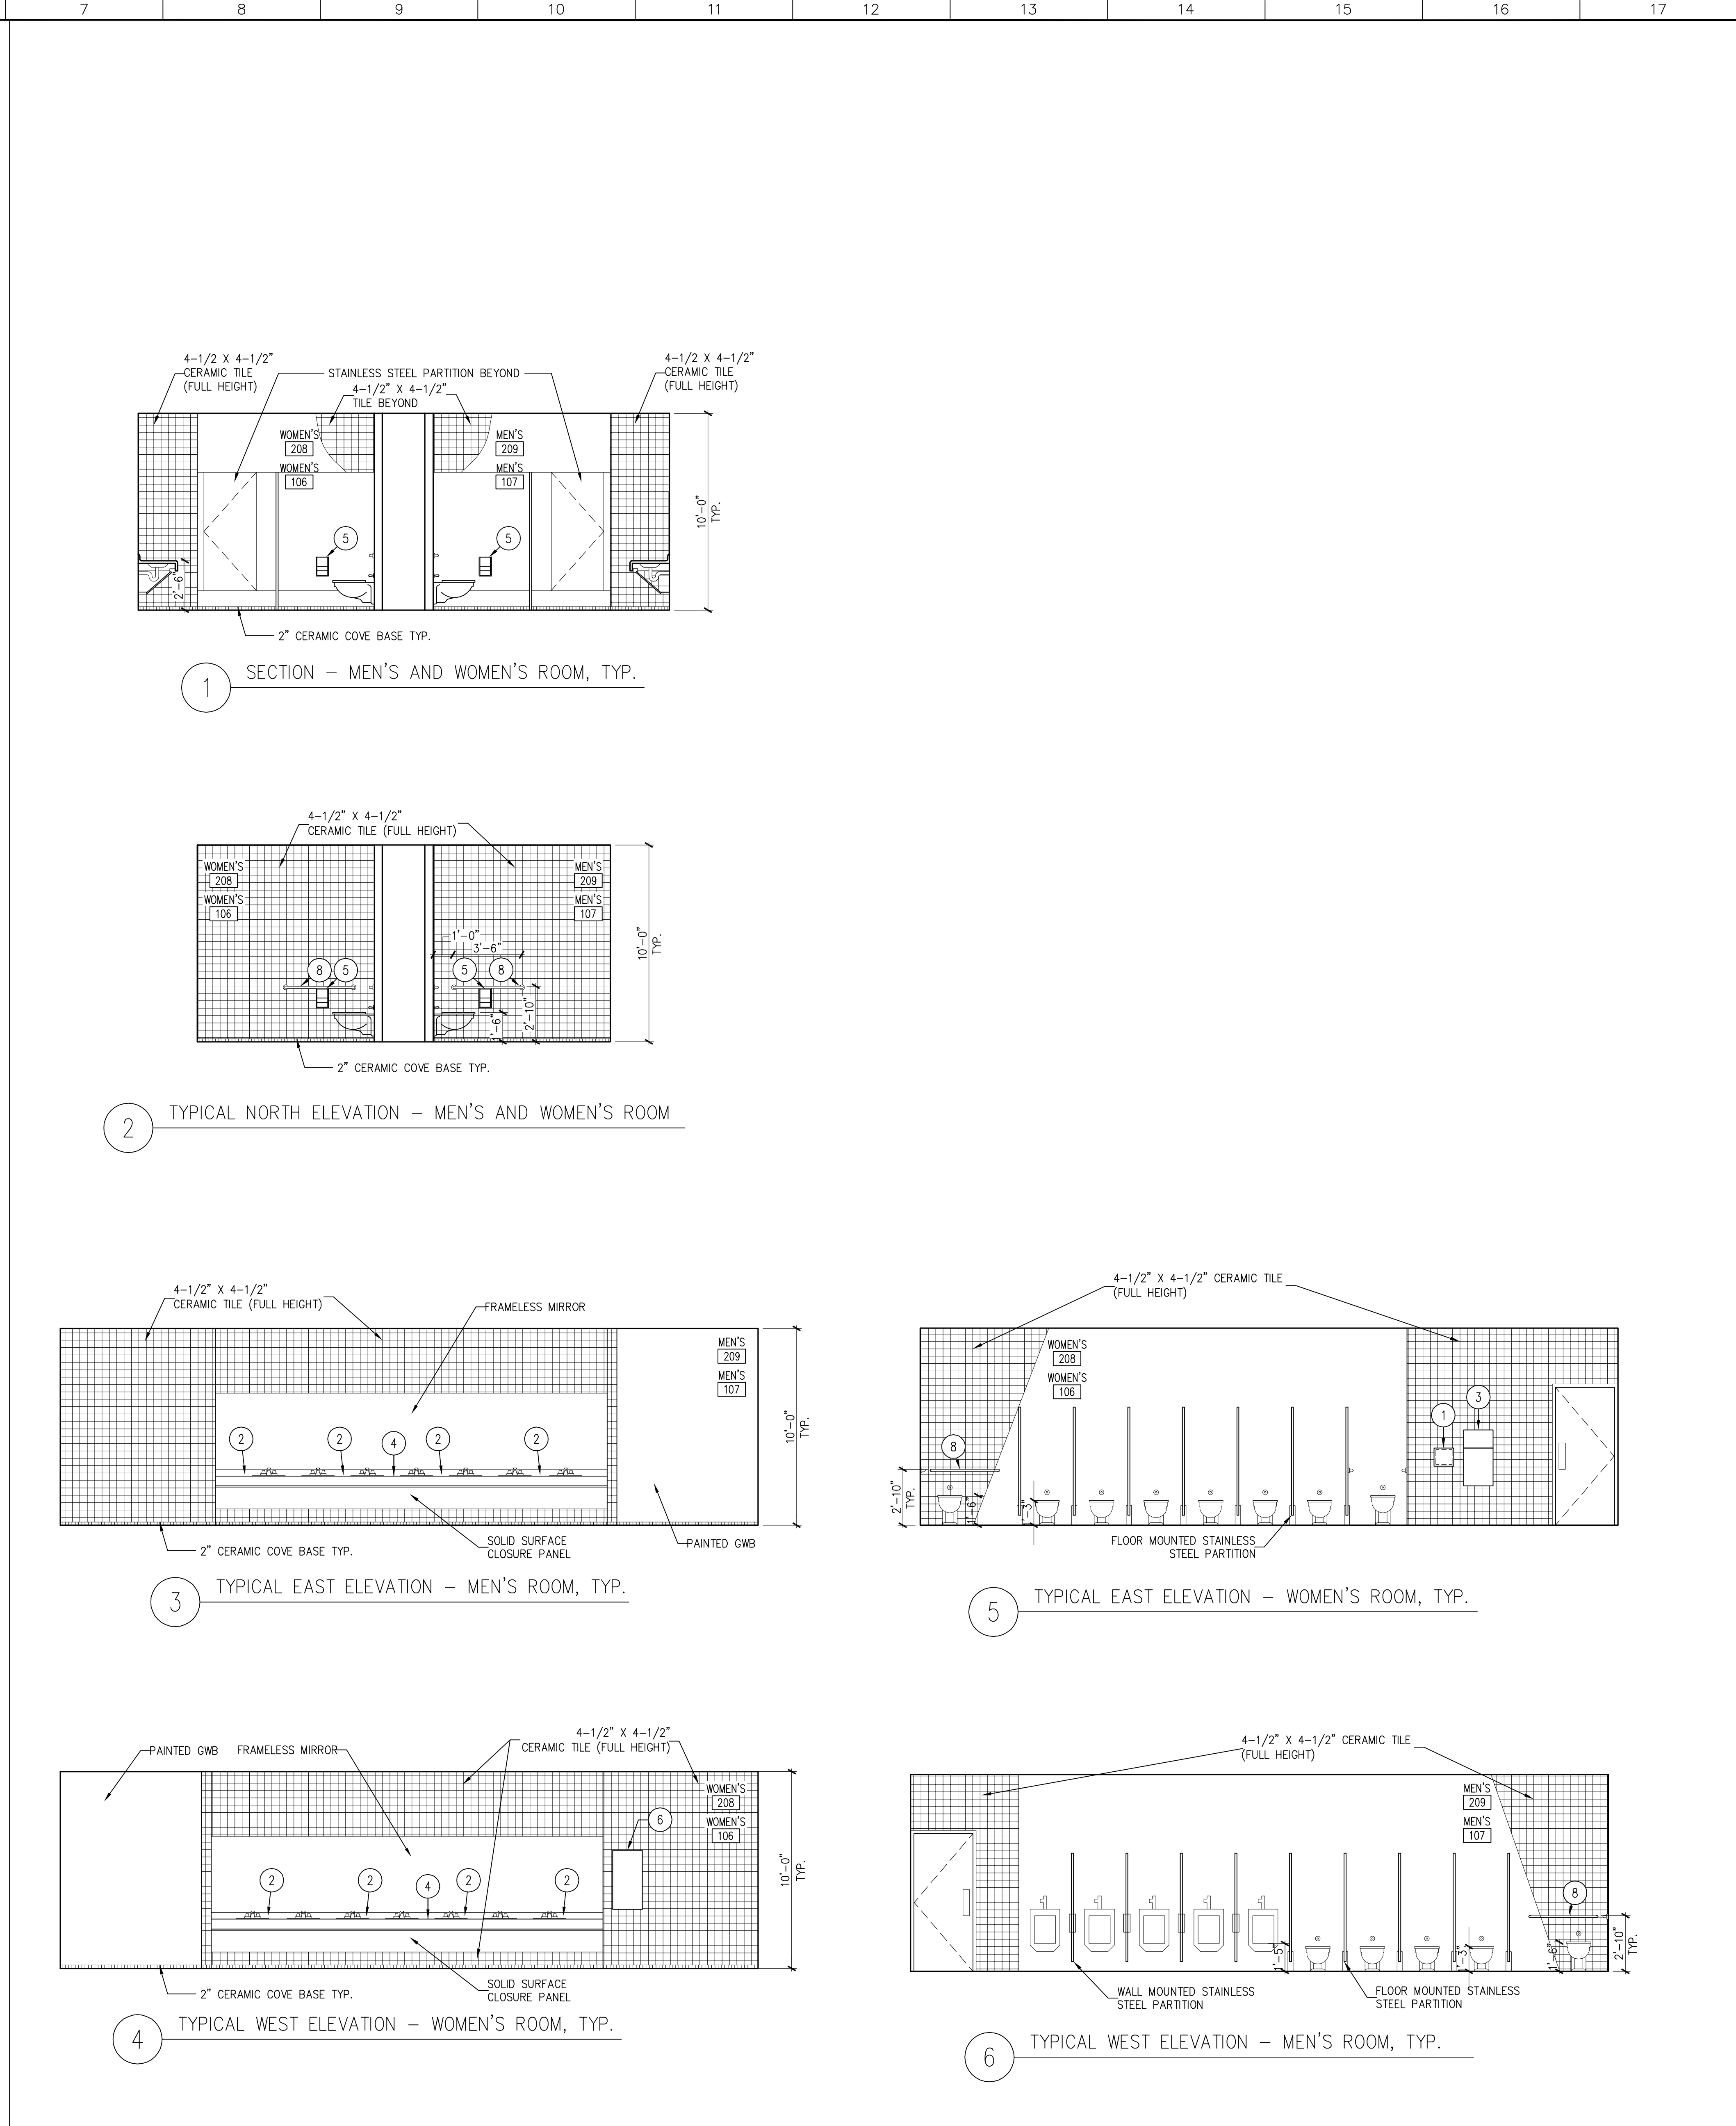 7 8 9 10 11 12 13 14 15 16 17
4-1/2 X 4-1/2"
CERAMIC TILE
(FULL HEIGHT)
STAINLESS STEEL PARTITION BEYOND
4-1/2" X 4-1/2"
TILE BEYOND
4-1/2 X 4-1/2"
CERAMIC TILE
(FULL HEIGHT)
WOMEN'S
208
WOMEN'S
106
MEN'S
209
MEN'S
107
5
5
2'-6"
10'-0"
TYP.
2" CERAMIC COVE BASE TYP.
1 SECTION - MEN'S AND WOMEN'S ROOM, TYP.
4-1/2" X 4-1/2"
CERAMIC TILE (FULL HEIGHT)
WOMEN'S
208
WOMEN'S
106
MEN'S
209
MEN'S
107
1'-0"
3'-6"
8 5 5 8
1'-6"
2'-10"
10'-0"
TYP.
2" CERAMIC COVE BASE TYP.
2 TYPICAL NORTH ELEVATION - MEN'S AND WOMEN'S ROOM
4-1/2" X 4-1/2"
CERAMIC TILE (FULL HEIGHT)
FRAMELESS MIRROR
MEN'S
209
MEN'S
107
2 2 4 2 2
10'-0"
TYP.
SOLID SURFACE
CLOSURE PANEL
PAINTED GWB
2" CERAMIC COVE BASE TYP.
3 TYPICAL EAST ELEVATION - MEN'S ROOM, TYP.
4-1/2" X 4-1/2" CERAMIC TILE
(FULL HEIGHT)
WOMEN'S
208
WOMEN'S
106
8
1
3
2'-10"
TYP.
1'-6"
1'-3"
FLOOR MOUNTED STAINLESS
STEEL PARTITION
5 TYPICAL EAST ELEVATION - WOMEN'S ROOM, TYP.
PAINTED GWB
FRAMELESS MIRROR
4-1/2" X 4-1/2"
CERAMIC TILE (FULL HEIGHT)
WOMEN'S
208
WOMEN'S
106
6
2 2 4 2 2
10'-0"
TYP.
SOLID SURFACE
CLOSURE PANEL
2" CERAMIC COVE BASE TYP.
4 TYPICAL WEST ELEVATION - WOMEN'S ROOM, TYP.
4-1/2" X 4-1/2" CERAMIC TILE
(FULL HEIGHT)
MEN'S
209
MEN'S
107
8
1'-5"
1'-3"
1'-6"
2'-10"
TYP.
WALL MOUNTED STAINLESS
STEEL PARTITION
FLOOR MOUNTED STAINLESS
STEEL PARTITION
6 TYPICAL WEST ELEVATION - MEN'S ROOM, TYP.